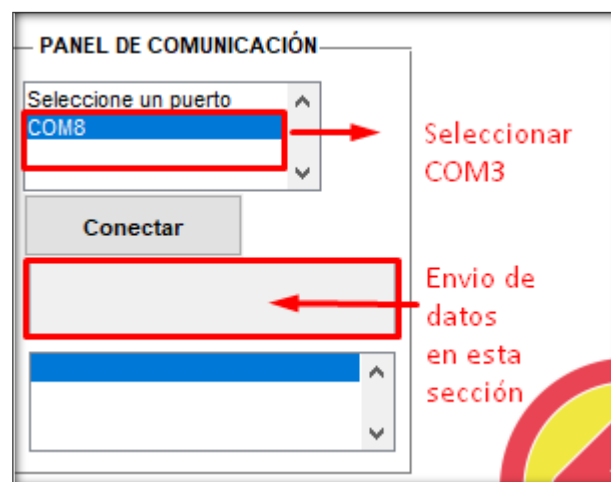 PANEL DE COMUNICACIÓN
Seleccione un puerto
COM8
Seleccionar
COM3
Conectar
Envio de
datos
en esta
sección